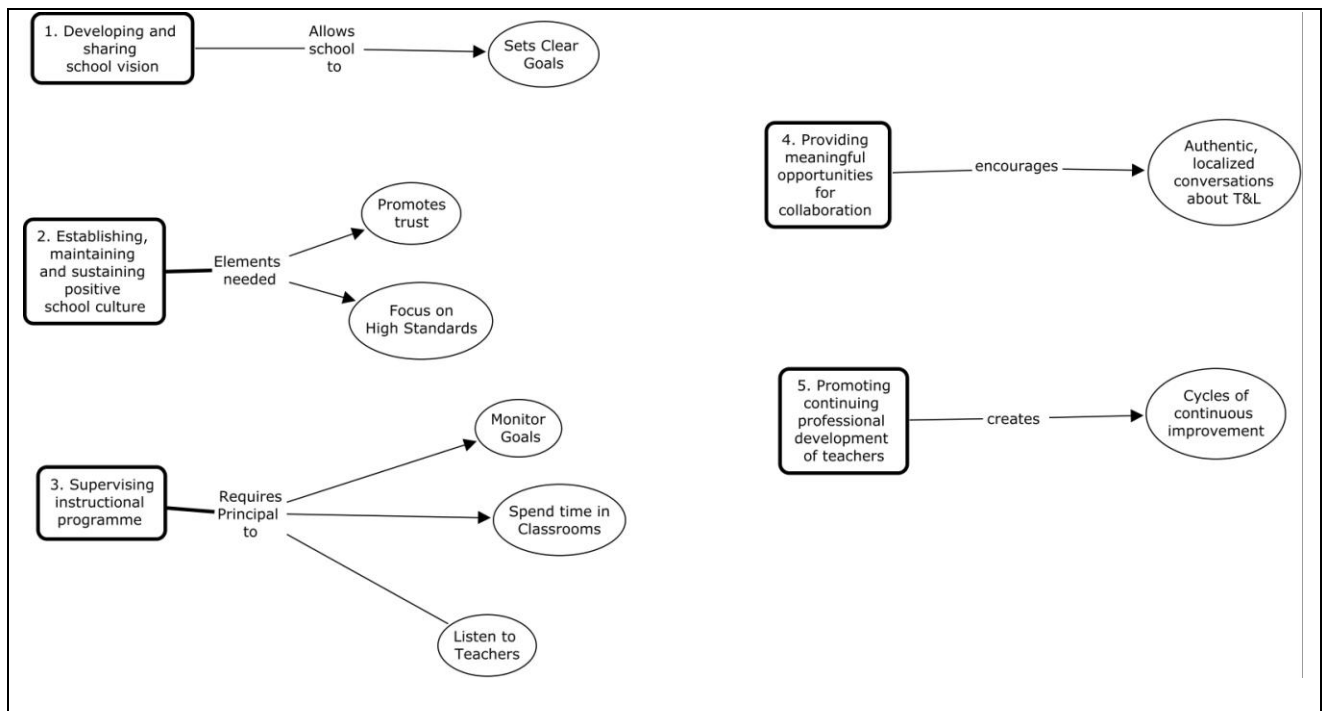 1. Developing and
sharing
school vision
Allows
school
to
Sets Clear
Goals
2. Establishing,
maintaining
and sustaining
positive
school culture
Elements
needed
Promotes
trust
Focus on
High Standards
3. Supervising
instructional
programme
Requires
Principal
to
Monitor
Goals
Spend time in
Classrooms
Listen to
Teachers
4. Providing
meaningful
opportunities
for
collaboration
encourages
Authentic,
localized
conversations
about T&L
5. Promoting
continuing
professional
development
of teachers
creates
Cycles of
continuous
improvement